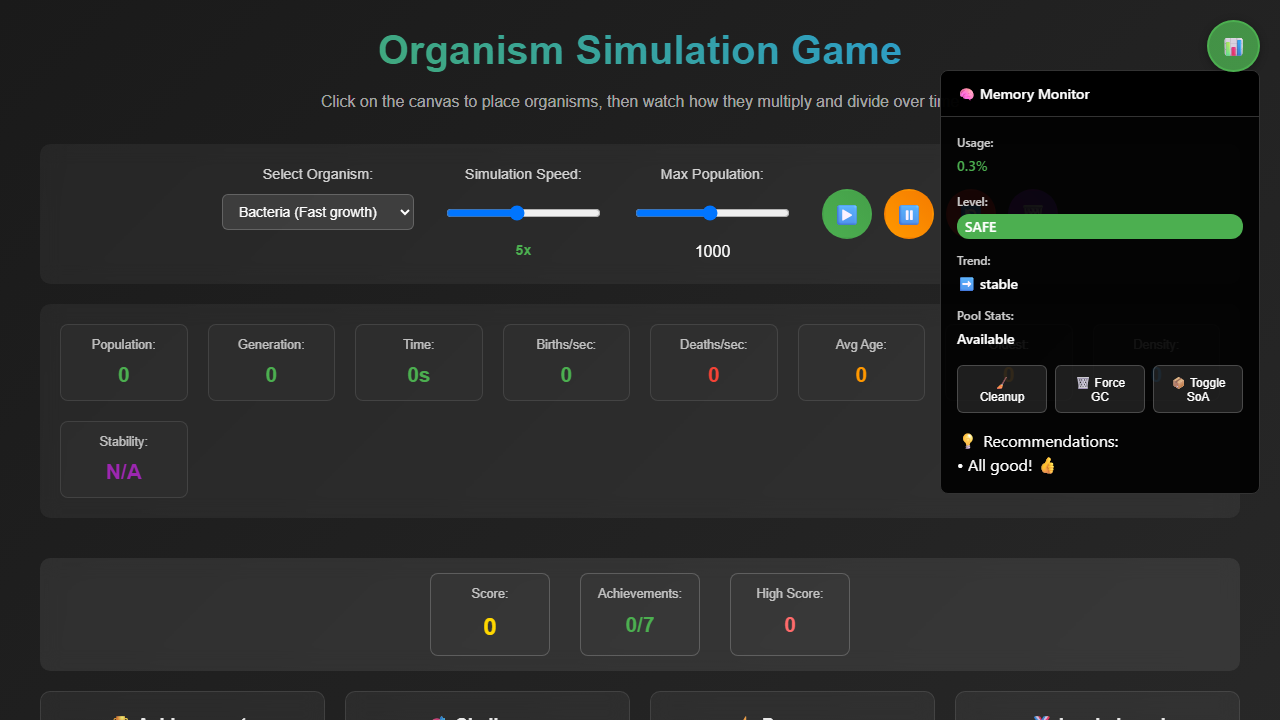 Organism Simulation Game
Click on the canvas to place organisms, then watch how they multiply and divide over
Select Organism:
Bacteria (Fast growth)
Simulation Speed:
5x
Max Population:
1000
Population:
0
Generation:
0
Time:
0s
Births/sec:
0
Deaths/sec:
0
Avg Age:
0
Density:
Stability:
N/A
Memory Monitor
Usage:
0.3%
Level:
SAFE
Trend:
stable
Pool Stats:
Available
Cleanup
Force
GC
Toggle
SoA
Recommendations:
• All good!
Score:
0
Achievements:
0/7
High Score:
0